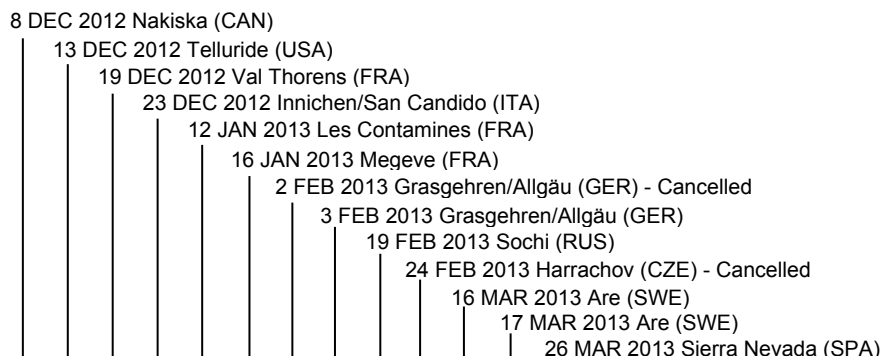 8 DEC 2012 Nakiska (CAN)
13 DEC 2012 Telluride (USA)
19 DEC 2012 Val Thorens (FRA)
23 DEC 2012 Innichen/San Candido (ITA)
12 JAN 2013 Les Contamines (FRA)
16 JAN 2013 Megeve (FRA)
2 FEB 2013 Grasgehren/Allgäu (GER) - Cancelled
3 FEB 2013 Grasgehren/Allgäu (GER)
19 FEB 2013 Sochi (RUS)
24 FEB 2013 Harrachov (CZE) - Cancelled
16 MAR 2013 Are (SWE)
17 MAR 2013 Are (SWE)
26 MAR 2013 Sierra Nevada (SPA)